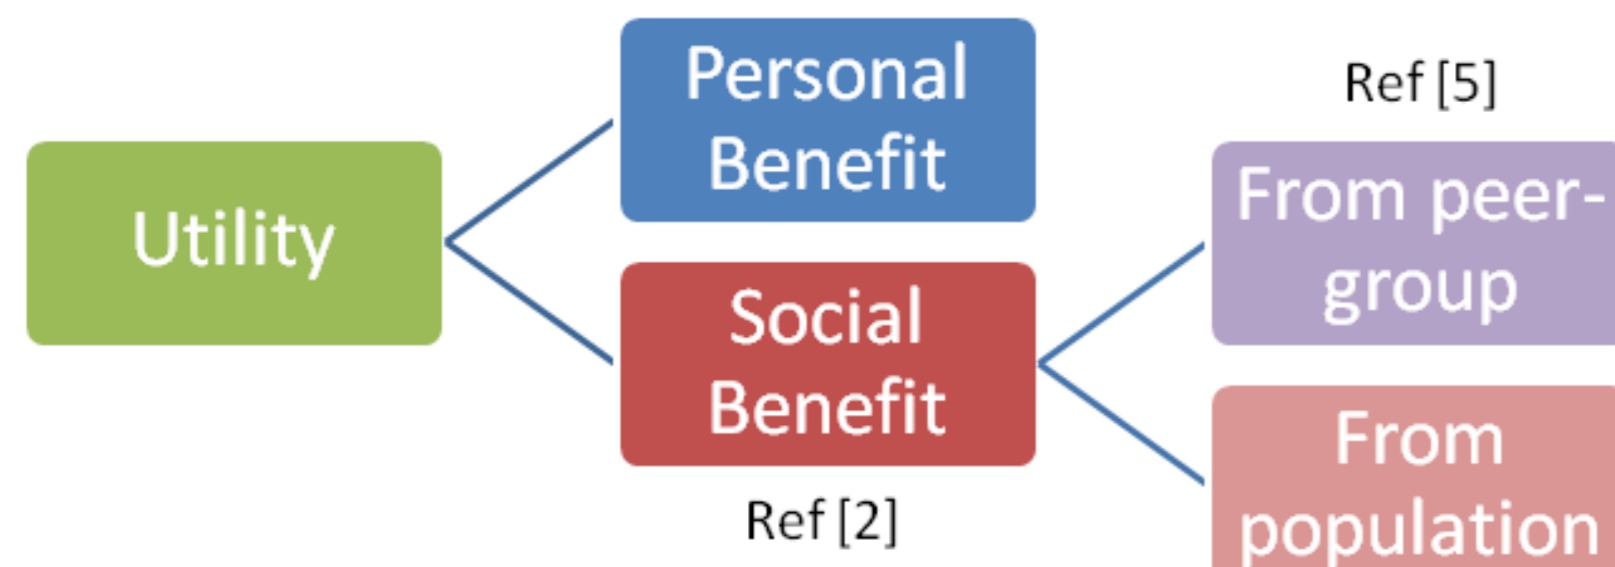 Utility
Personal
Benefit
Social
Benefit
Ref [2]
Ref [5]
From peer-
group
From
population